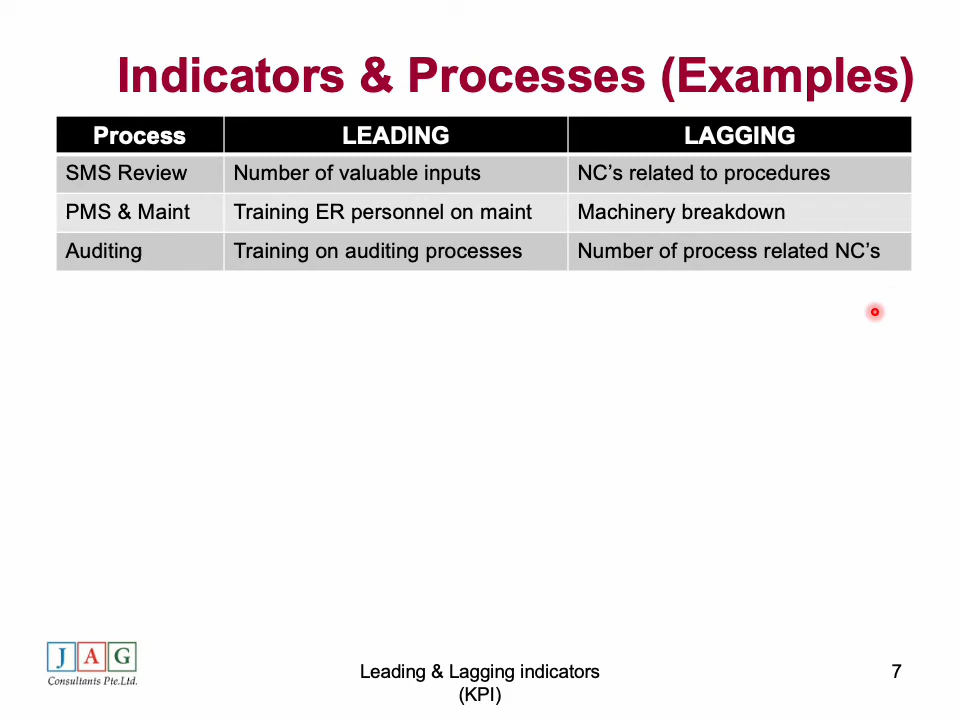 Indicators & Processes (Examples)
Process LEADING LAGGING
SMS Review Number of valuable inputs NC’s related to procedures
PMS & Maint Training ER personnel on maint Machinery breakdown
Auditing Training on auditing processes Number of process related NC’s
J A G
Consultants Pte.Ltd.
Leading & Lagging indicators
(KPI)
7